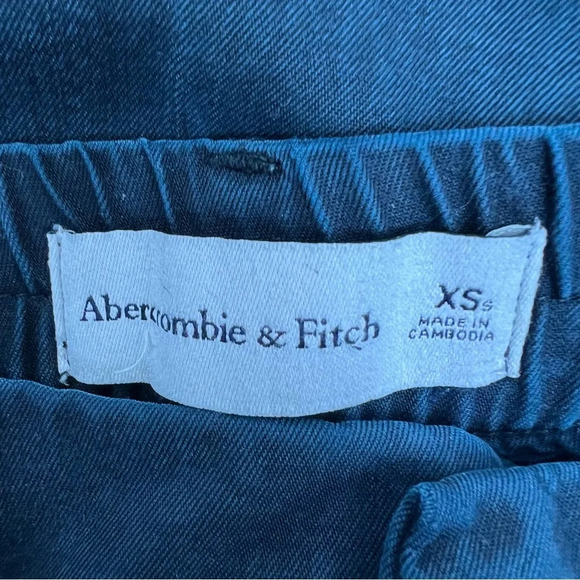 Abercrombie & Fitch
XSs
MADE IN
CAMBODIA